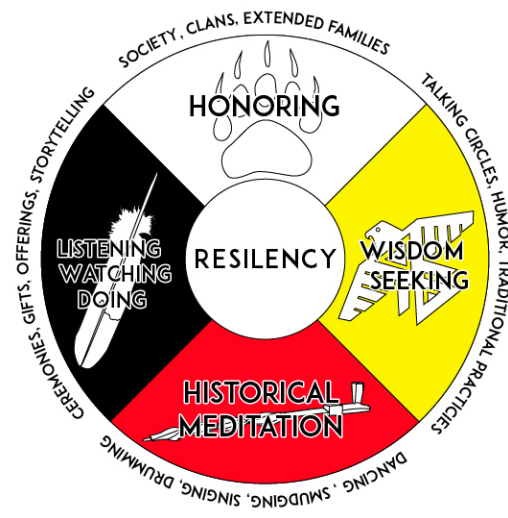 SOCIETY, CLANS, EXTENDED FAMILIES
TALKING CIRCLES, HUMOR, TRADITIONAL PRACTICIES
DANCING , SMUDGING, SINGING, DRUMMING
CEREMONIES, GIFTS, OFFERINGS, STORYTELLING
HONORING
WISDOM
SEEKING
HISTORICAL
MEDITATION
LISTENING
WATCHING
DOING
RESILENCY